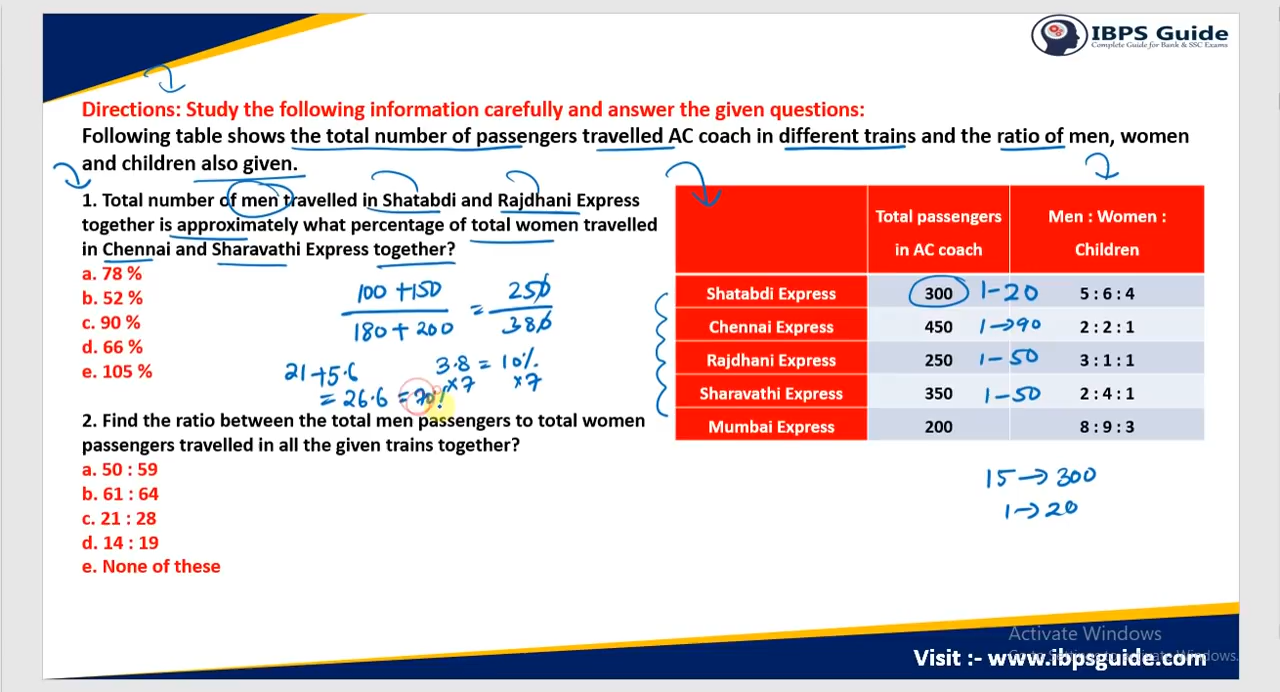 IBPS Guide
Complete Guide for Bank & SSC Exams
Directions: Study the following information carefully and answer the given questions:
Following table shows the total number of passengers travelled AC coach in different trains and the ratio of men, women
and children also given.
1. Total number of men travelled in Shatabdi and Rajdhani Express
together is approximately what percentage of total women travelled
in Chennai and Sharavathi Express together?
a. 78 %
b. 52 %
c. 90 %
d. 66 %
e. 105 %
100 + 150
180 + 200
= 250
380
21 + 5.6
= 26.6 = 70%
3.8 = 10%
×7 ×7
2. Find the ratio between the total men passengers to total women
passengers travelled in all the given trains together?
a. 50 : 59
b. 61 : 64
c. 21 : 28
d. 14 : 19
e. None of these
Total passengers in AC coach
Men : Women : Children
Shatabdi Express 300 1-20 5 : 6 : 4
Chennai Express 450 1→90 2 : 2 : 1
Rajdhani Express 250 1-50 3 : 1 : 1
Sharavathi Express 350 1-50 2 : 4 : 1
Mumbai Express 200 8 : 9 : 3
15 → 300
1 → 20
Activate Windows
Visit :- www.ibpsguide.com